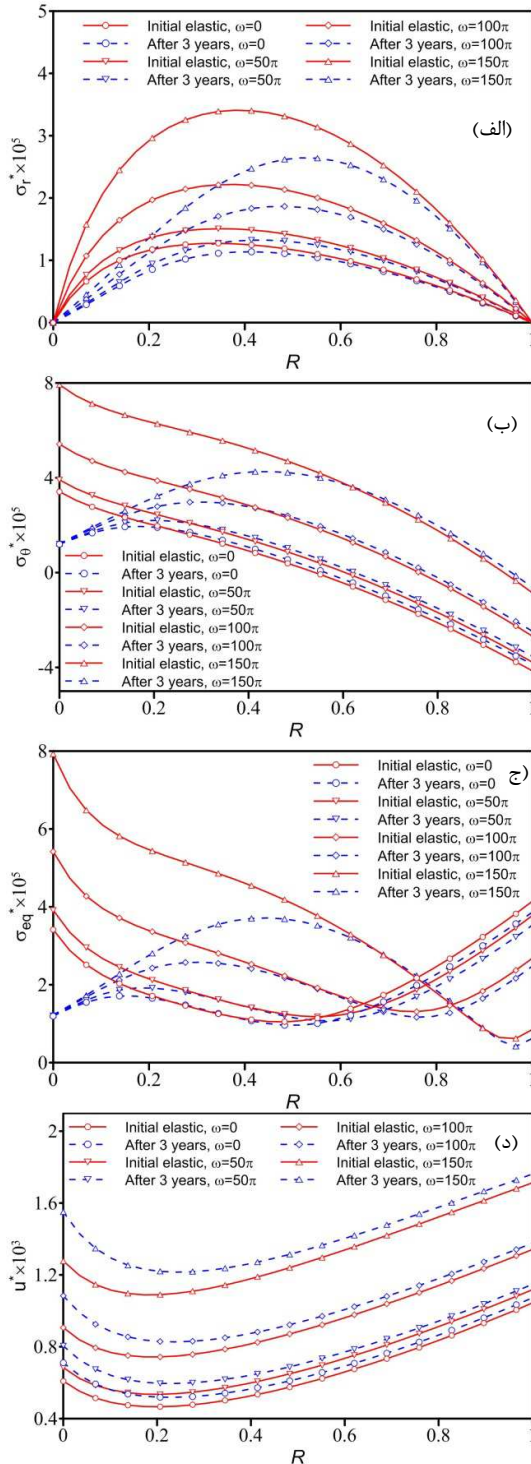 Initial elastic, ω=0
After 3 years, ω=0
Initial elastic, ω=50π
After 3 years, ω=50π
Initial elastic, ω=100π
After 3 years, ω=100π
Initial elastic, ω=150π
After 3 years, ω=150π
(الف)
5
4
3
2
1
0
σr*×10⁵
0 0.2 0.4 0.6 0.8 1
R
(ب)
8
4
0
-4
σθ*×10⁵
Initial elastic, ω=0
After 3 years, ω=0
Initial elastic, ω=50π
After 3 years, ω=50π
Initial elastic, ω=100π
After 3 years, ω=100π
Initial elastic, ω=150π
After 3 years, ω=150π
0 0.2 0.4 0.6 0.8 1
R
(ج
Initial elastic, ω=0
After 3 years, ω=0
Initial elastic, ω=50π
After 3 years, ω=50π
Initial elastic, ω=100π
After 3 years, ω=100π
Initial elastic, ω=150π
After 3 years, ω=150π
8
6
4
2
0
σeq*×10⁵
0 0.2 0.4 0.6 0.8 1
R
Initial elastic, ω=0
After 3 years, ω=0
Initial elastic, ω=50π
After 3 years, ω=50π
Initial elastic, ω=100π
After 3 years, ω=100π
Initial elastic, ω=150π
After 3 years, ω=150π
(د)
2
1.6
1.2
0.8
0.4
u*×10³
0 0.2 0.4 0.6 0.8 1
R